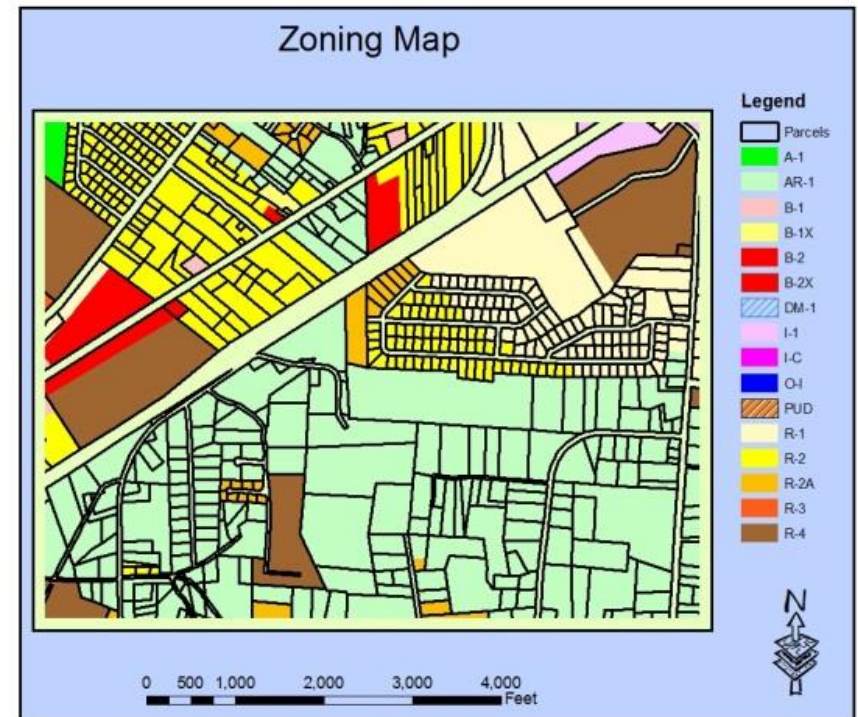 Zoning Map
Legend
Parcels
A-1
AR-1
B-1
B-1X
B-2
B-2X
DM-1
I-1
I-C
O-I
PUD
R-1
R-2
R-2A
R-3
R-4
N
0 500 1,000 2,000 3,000 4,000
Feet